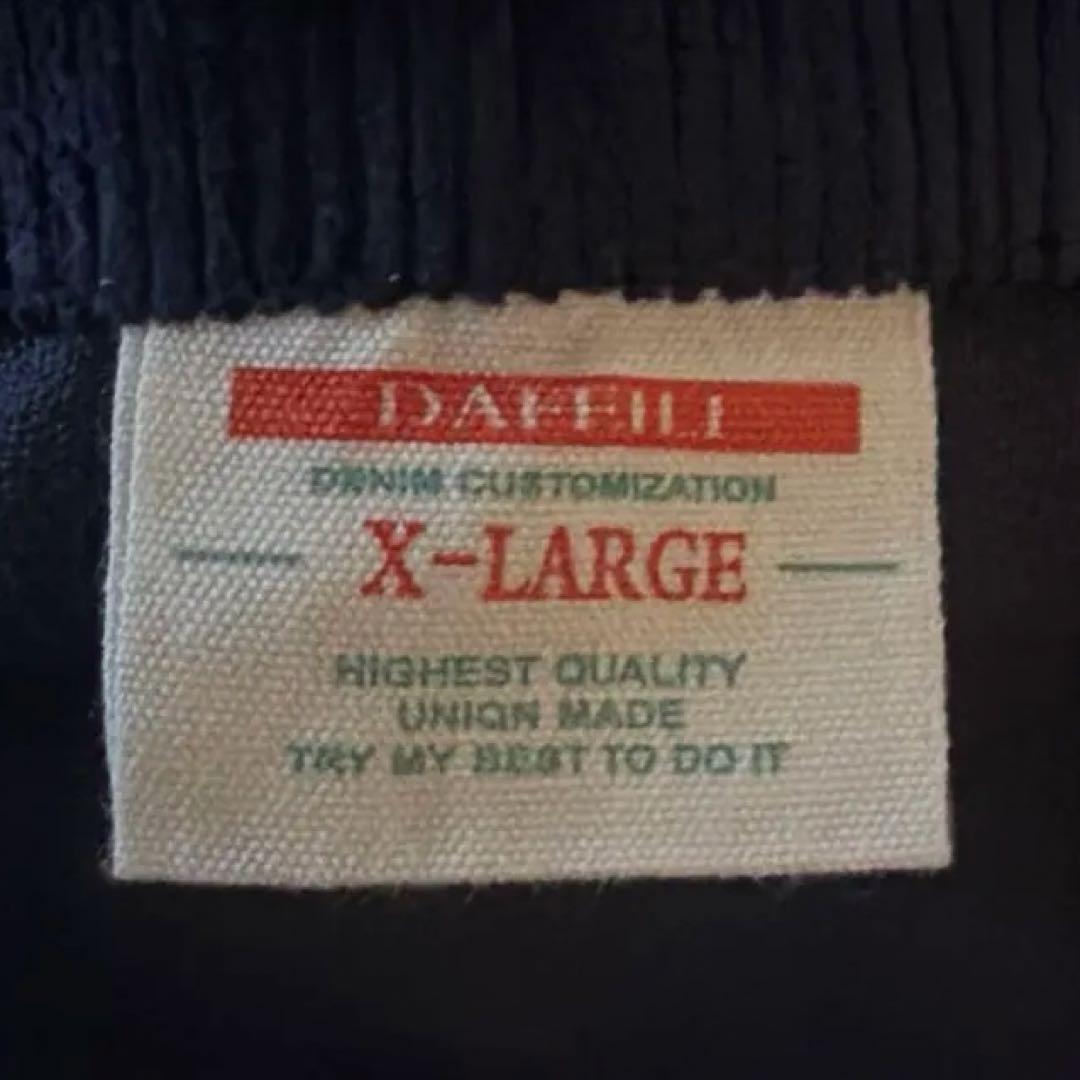 DAFEILI
DENIM CUSTOMIZATION
X-LARGE
HIGHEST QUALITY
UNION MADE
TRY MY BEST TO DO IT